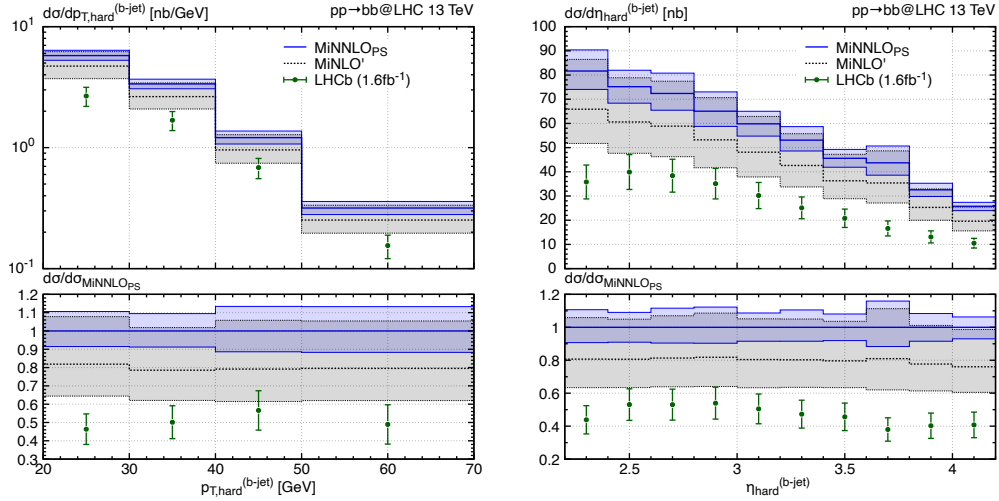 dσ/dp_T,hard^(b-jet) [nb/GeV] pp→bb@LHC 13 TeV
10^1
MiNNLO_PS
MiNLO'
LHCb (1.6fb^-1)
10^0
10^-1
dσ/dσ_MiNNLO_PS
1.2
1.1
1
0.9
0.8
0.7
0.6
0.5
0.4
0.3
20 30 40 50 60 70
p_T,hard^(b-jet) [GeV]
dσ/dη_hard^(b-jet) [nb] pp→bb@LHC 13 TeV
100
90
MiNNLO_PS
80
MiNLO'
70
LHCb (1.6fb^-1)
60
50
40
30
20
10
0
dσ/dσ_MiNNLO_PS
1.2
1
0.8
0.6
0.4
0.2
2.5 3 3.5 4
η_hard^(b-jet)